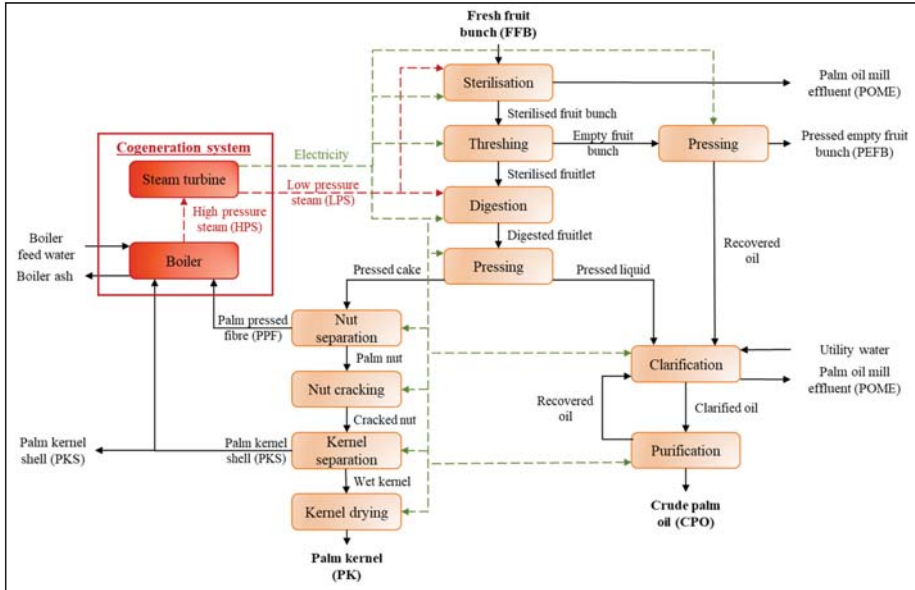 Fresh fruit
bunch (FFB)
Sterilisation
Palm oil mill
effluent (POME)
Sterilised fruit bunch
Cogeneration system
Electricity
Threshing
Empty fruit
bunch
Pressing
Pressed empty fruit
bunch (PEFB)
Steam turbine
Sterilised fruitlet
Low pressure
steam (LPS)
Digestion
High pressure
steam (HPS)
Digested fruitlet
Boiler
feed water
Boiler
Boiler ash
Pressing
Recovered
oil
Pressed cake
Pressed liquid
Palm pressed
fibre (PPF)
Nut
separation
Palm nut
Clarification
Utility water
Palm oil mill
effluent (POME)
Nut cracking
Recovered
oil
Clarified oil
Cracked nut
Palm kernel
shell (PKS)
Palm kernel
shell (PKS)
Kernel
separation
Purification
Wet kernel
Kernel drying
Crude palm
oil (CPO)
Palm kernel
(PK)